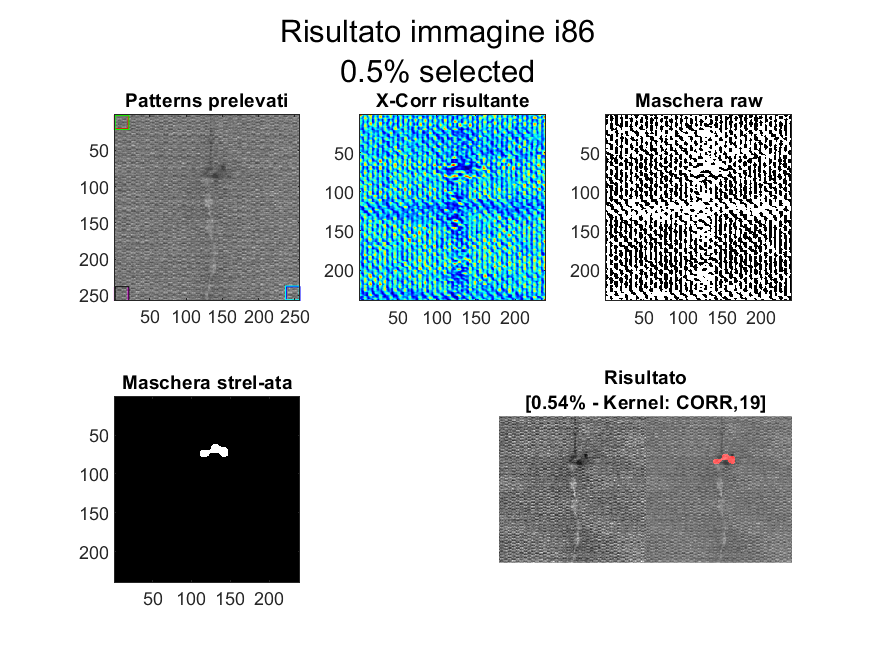 Risultato immagine i86
0.5% selected
Patterns prelevati
X-Corr risultante
Maschera raw
50
100
150
200
250
50 100 150 200 250
50
100
150
200
50 100 150 200
50
100
150
200
50 100 150 200
Maschera strel-ata
50
100
150
200
50 100 150 200
Risultato
[0.54% - Kernel: CORR,19]